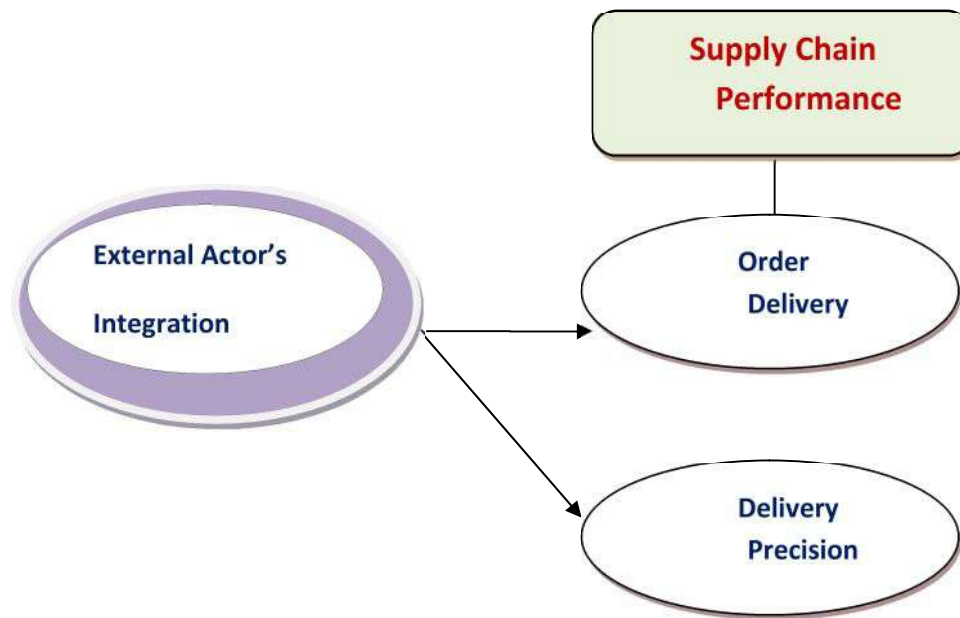 Supply Chain
Performance
External Actor’s
Integration
Order
Delivery
Delivery
Precision